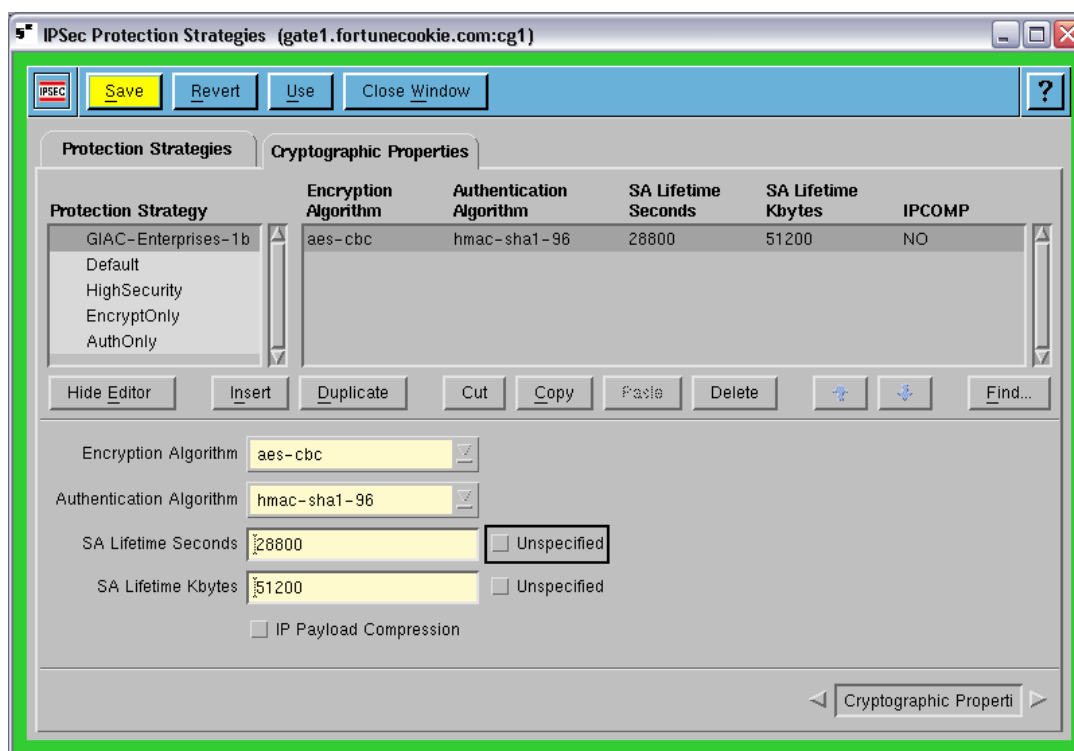 IPSec Protection Strategies (gate1.fortunecookie.com:cg1)
IPSEC Save Revert Use Close Window ?
Protection Strategies Cryptographic Properties
Protection Strategy Encryption Algorithm Authentication Algorithm SA Lifetime Seconds SA Lifetime Kbytes IPCOMP
GIAC-Enterprises-1b aes-cbc hmac-sha1-96 28800 51200 NO
Default
HighSecurity
EncryptOnly
AuthOnly
Hide Editor Insert Duplicate Cut Copy Paste Delete Find...
Encryption Algorithm aes-cbc
Authentication Algorithm hmac-sha1-96
SA Lifetime Seconds 28800 Unspecified
SA Lifetime Kbytes 51200 Unspecified
IP Payload Compression
Cryptographic Properti